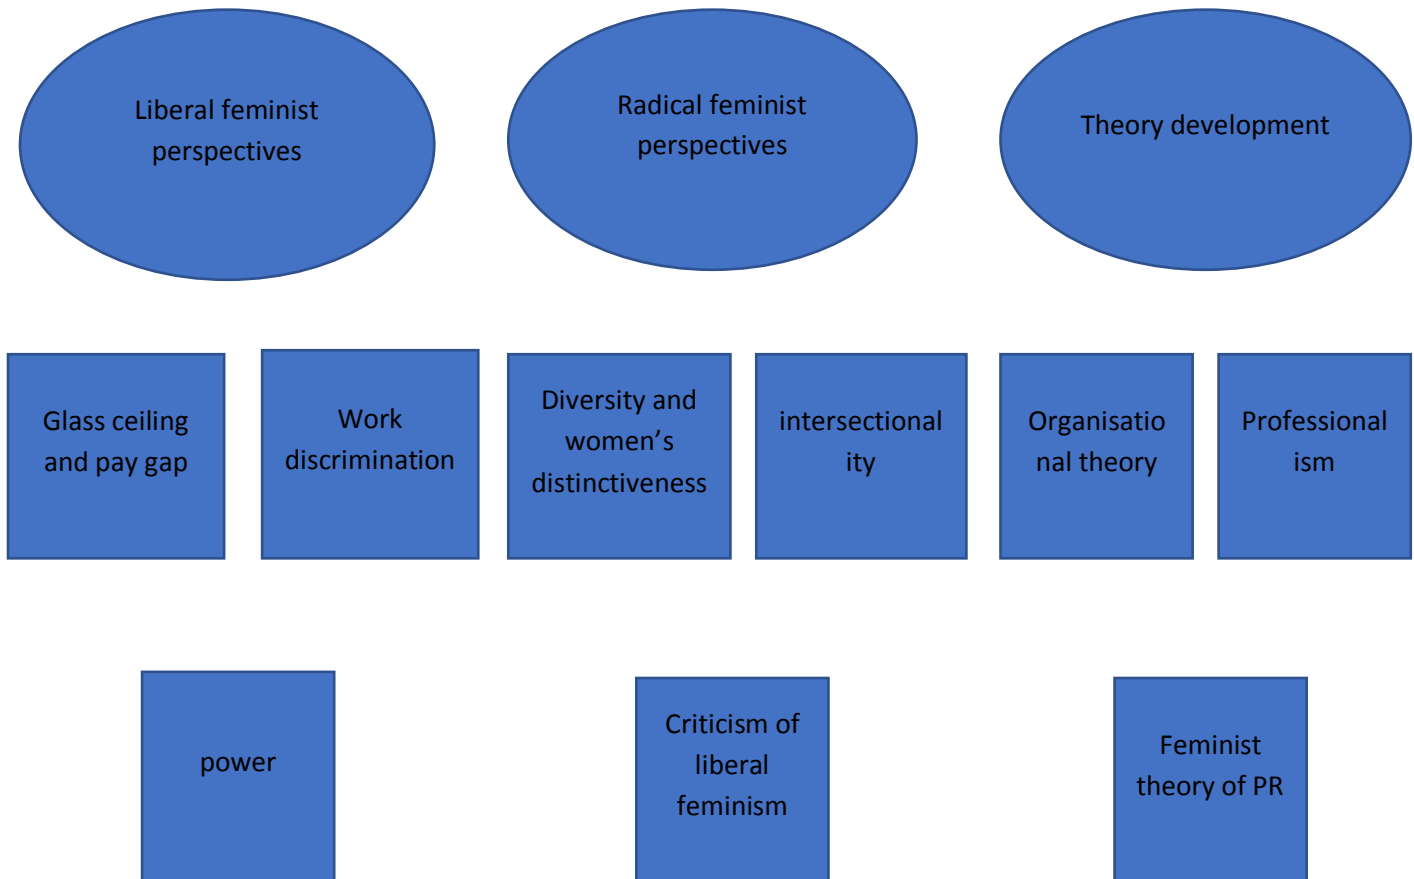 Liberal feminist
perspectives
Radical feminist
perspectives
Theory development
Glass ceiling
and pay gap
Work
discrimination
Diversity and
women’s
distinctiveness
intersectional
ity
Organisatio
nal theory
Professional
ism
power
Criticism of
liberal
feminism
Feminist
theory of PR